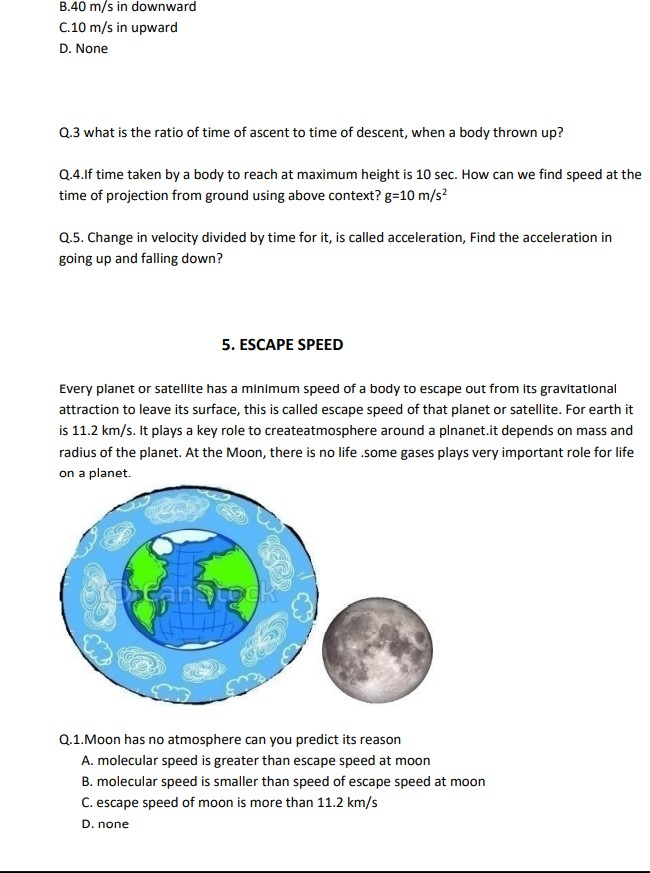 B.40 m/s in downward
C.10 m/s in upward
D. None
Q.3 what is the ratio of time of ascent to time of descent, when a body thrown up?
Q.4.If time taken by a body to reach at maximum height is 10 sec. How can we find speed at the
time of projection from ground using above context? g=10 m/s²
Q.5. Change in velocity divided by time for it, is called acceleration, Find the acceleration in
going up and falling down?
5. ESCAPE SPEED
Every planet or satellite has a minimum speed of a body to escape out from its gravitational
attraction to leave its surface, this is called escape speed of that planet or satellite. For earth it
is 11.2 km/s. It plays a key role to createatmosphere around a plnanet.it depends on mass and
radius of the planet. At the Moon, there is no life .some gases plays very important role for life
on a planet.
Q.1.Moon has no atmosphere can you predict its reason
A. molecular speed is greater than escape speed at moon
B. molecular speed is smaller than speed of escape speed at moon
C. escape speed of moon is more than 11.2 km/s
D. none